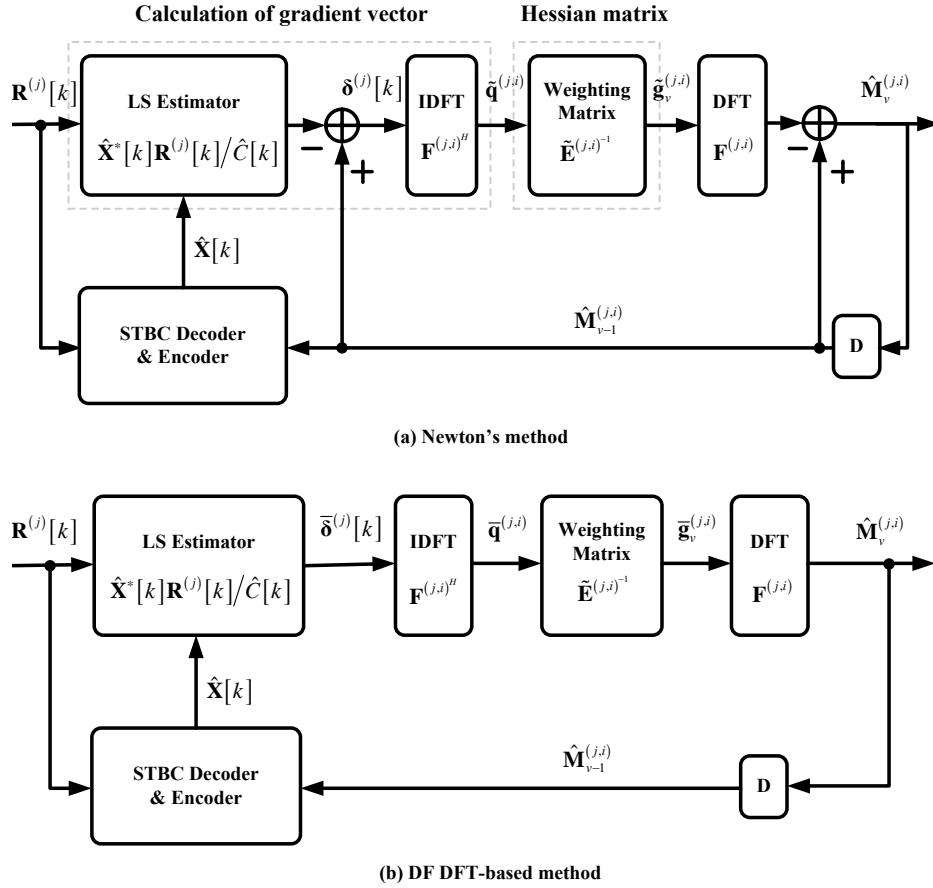 Calculation of gradient vector
Hessian matrix
R^{(j)}[k]
LS Estimator
X̂^*[k]R^{(j)}[k]/Ĉ[k]
δ^{(j)}[k]
−
+
IDFT
F^{(j,i)^H}
q̃^{(j,i)}
Weighting
Matrix
Ẽ^{(j,i)^{-1}}
g̃_v^{(j,i)}
DFT
F^{(j,i)}
−
+
M̂_v^{(j,i)}
X̂[k]
STBC Decoder
& Encoder
M̂_{v-1}^{(j,i)}
D
(a) Newton's method
R^{(j)}[k]
LS Estimator
X̂^*[k]R^{(j)}[k]/Ĉ[k]
δ̄^{(j)}[k]
IDFT
F^{(j,i)^H}
q̄^{(j,i)}
Weighting
Matrix
Ẽ^{(j,i)^{-1}}
ḡ_v^{(j,i)}
DFT
F^{(j,i)}
M̂_v^{(j,i)}
X̂[k]
STBC Decoder
& Encoder
M̂_{v-1}^{(j,i)}
D
(b) DF DFT-based method